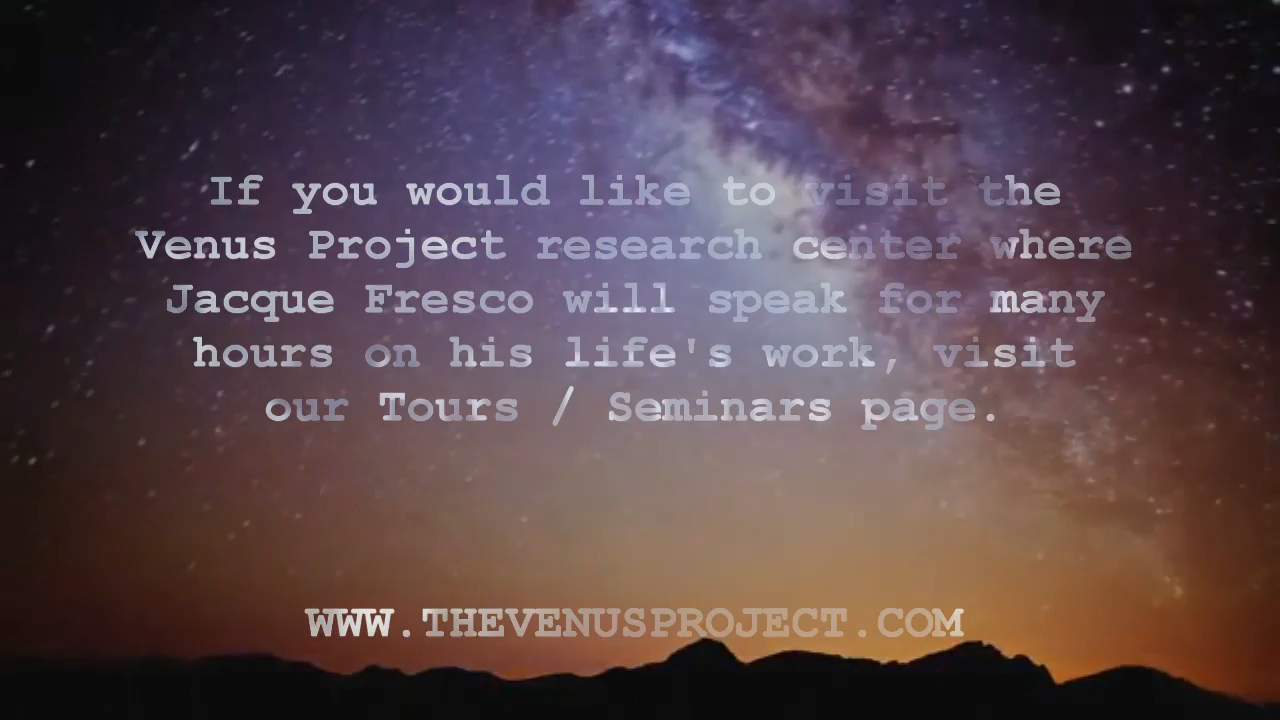 If you would like to visit the
Venus Project research center where
Jacque Fresco will speak for many
hours on his life's work, visit
our Tours / Seminars page.
WWW.THEVENUSPROJECT.COM